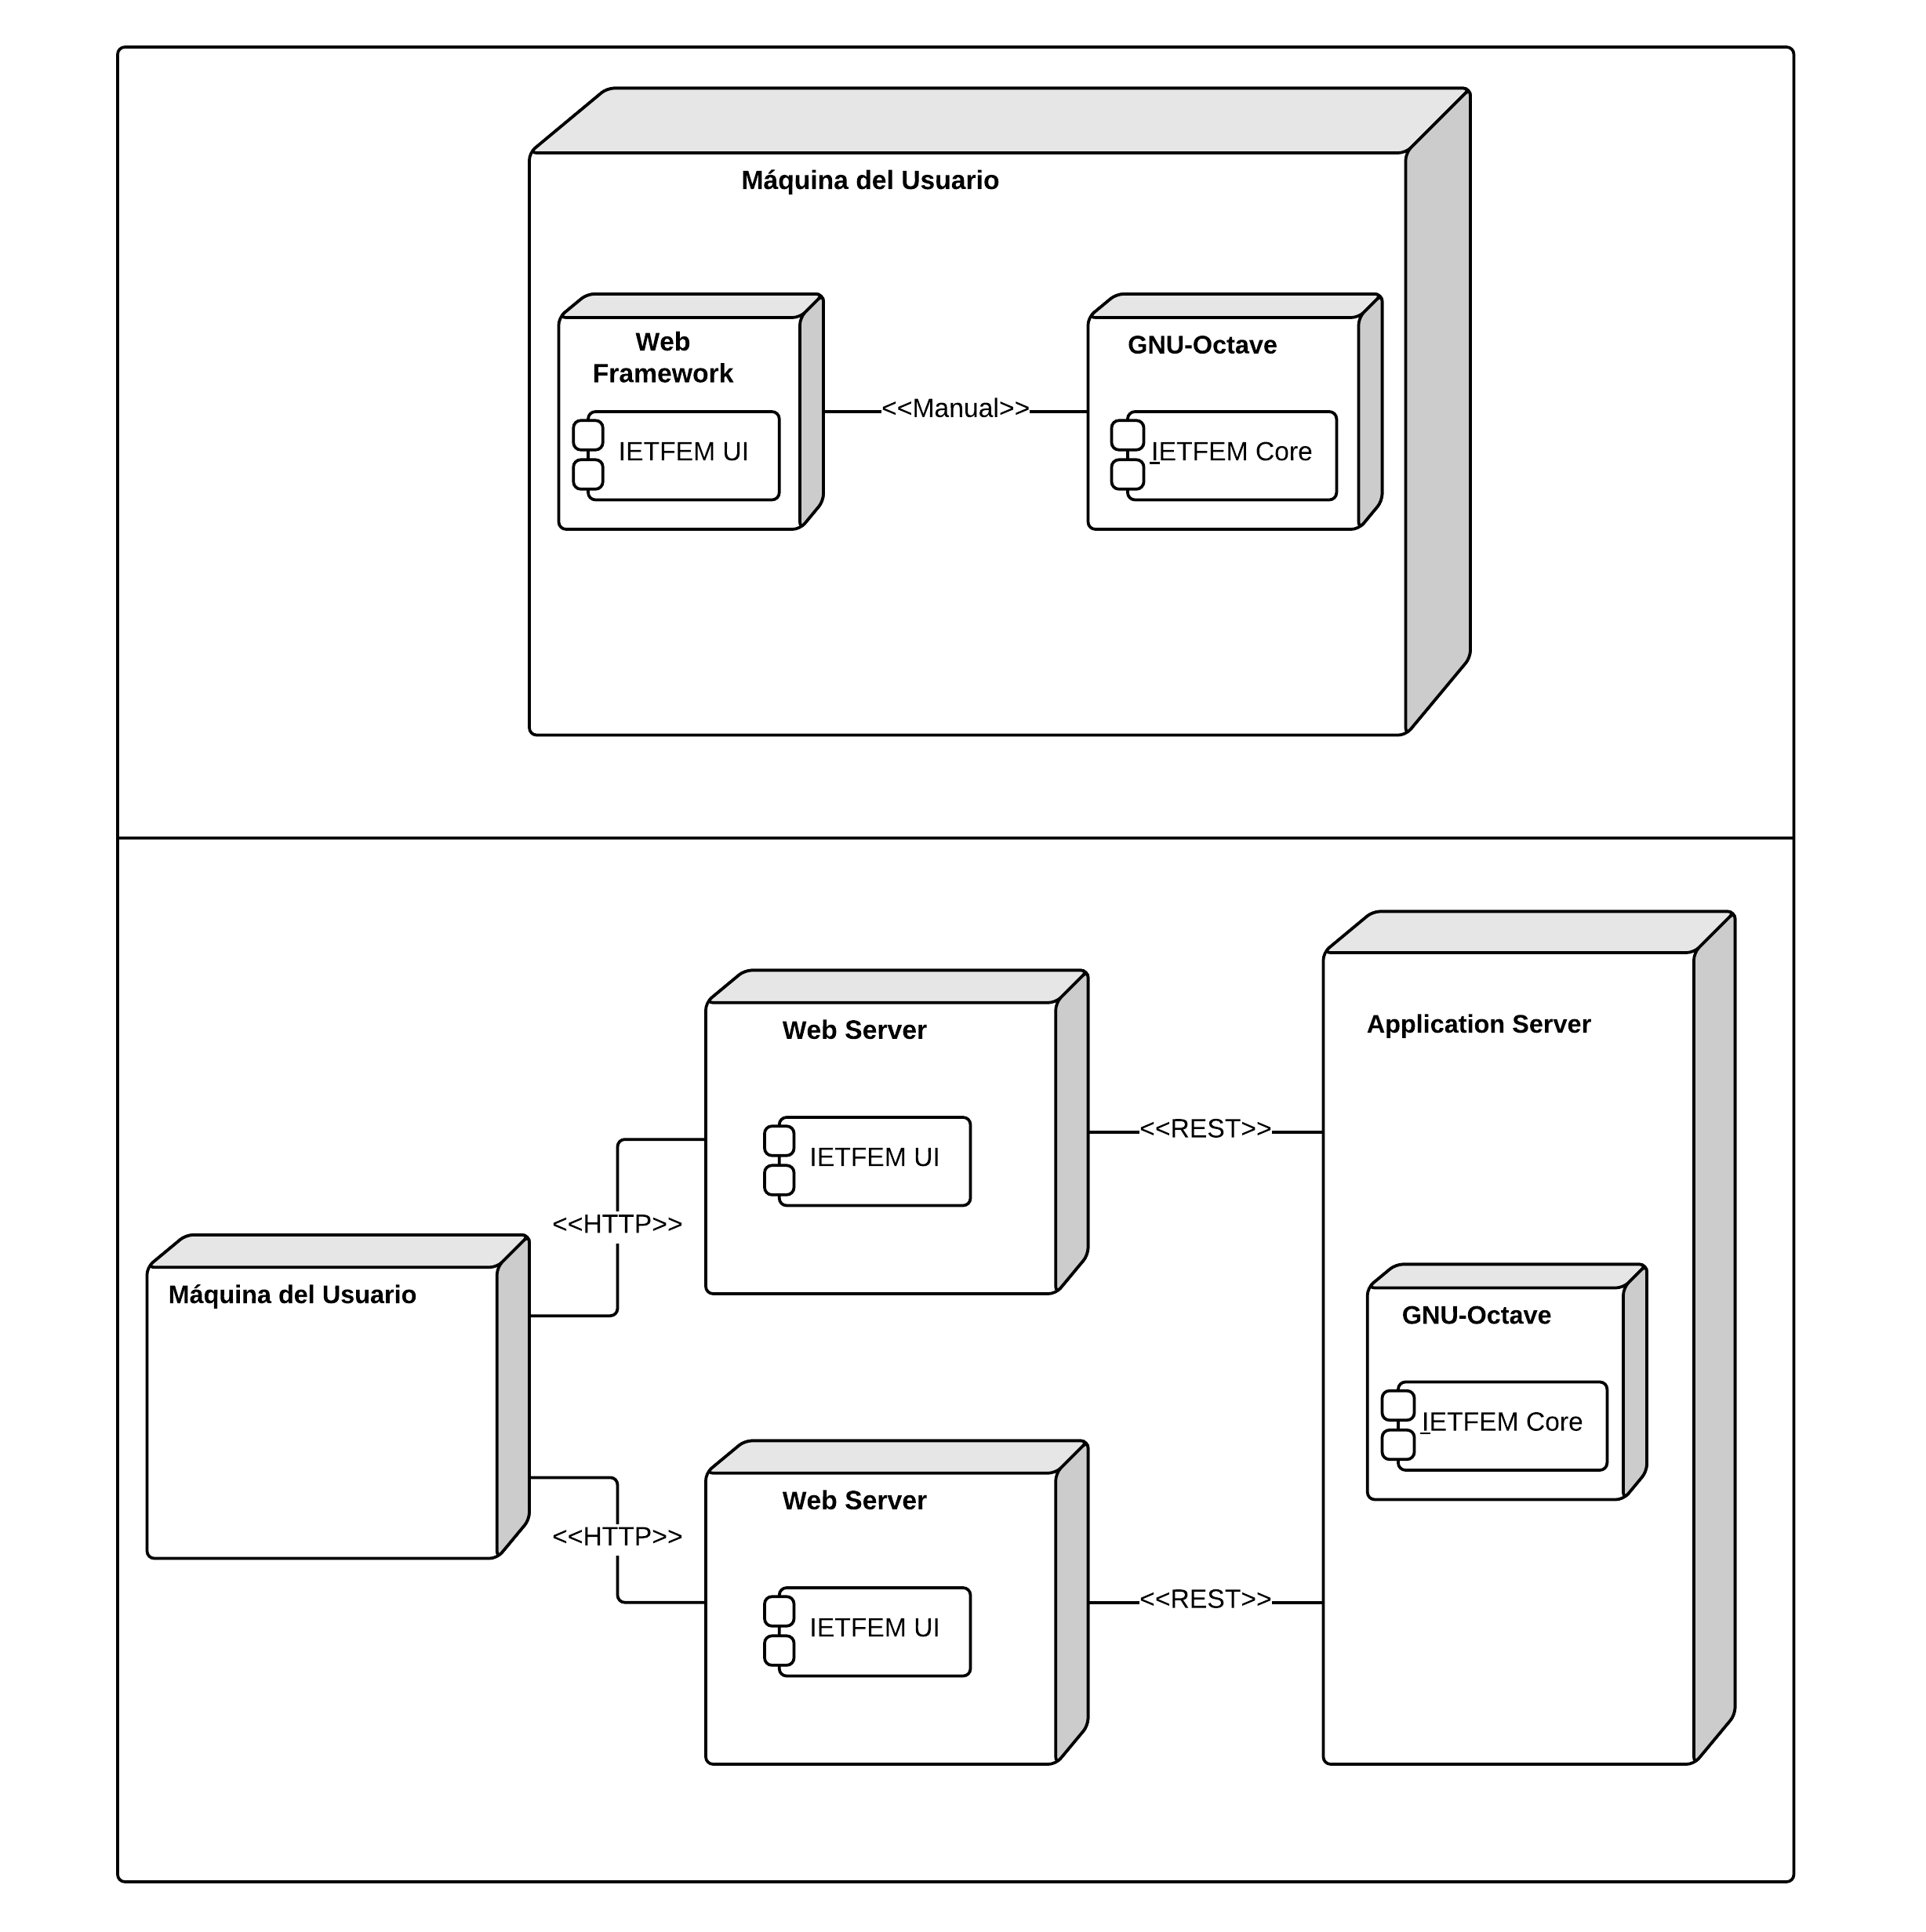 Máquina del Usuario
Web
Framework
IETFEM UI
<<Manual>>
GNU-Octave
IETFEM Core
Web Server
IETFEM UI
<<REST>>
Application Server
<<HTTP>>
Máquina del Usuario
GNU-Octave
IETFEM Core
Web Server
<<HTTP>>
IETFEM UI
<<REST>>